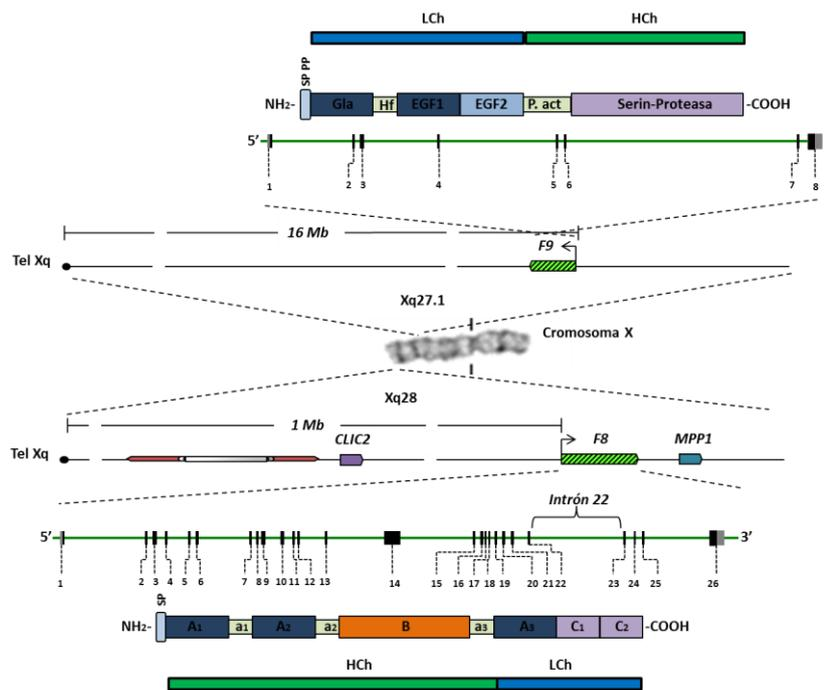 LCh HCh
SP PP
NH2- Gla Hf EGF1 EGF2 P. act Serin-Proteasa -COOH
5’
1 2 3 4 5 6 7 8
16 Mb
F9
Tel Xq
Xq27.1
Cromosoma X
Xq28
1 Mb
CLIC2 F8 MPP1
Tel Xq
Intrón 22
5’ 3’
1 2 3 4 5 6 7 8 9 10 11 12 13 14 15 16 17 18 19 20 21 22 23 24 25 26
SP
NH2- A1 a1 A2 a2 B a3 A3 C1 C2 -COOH
HCh LCh